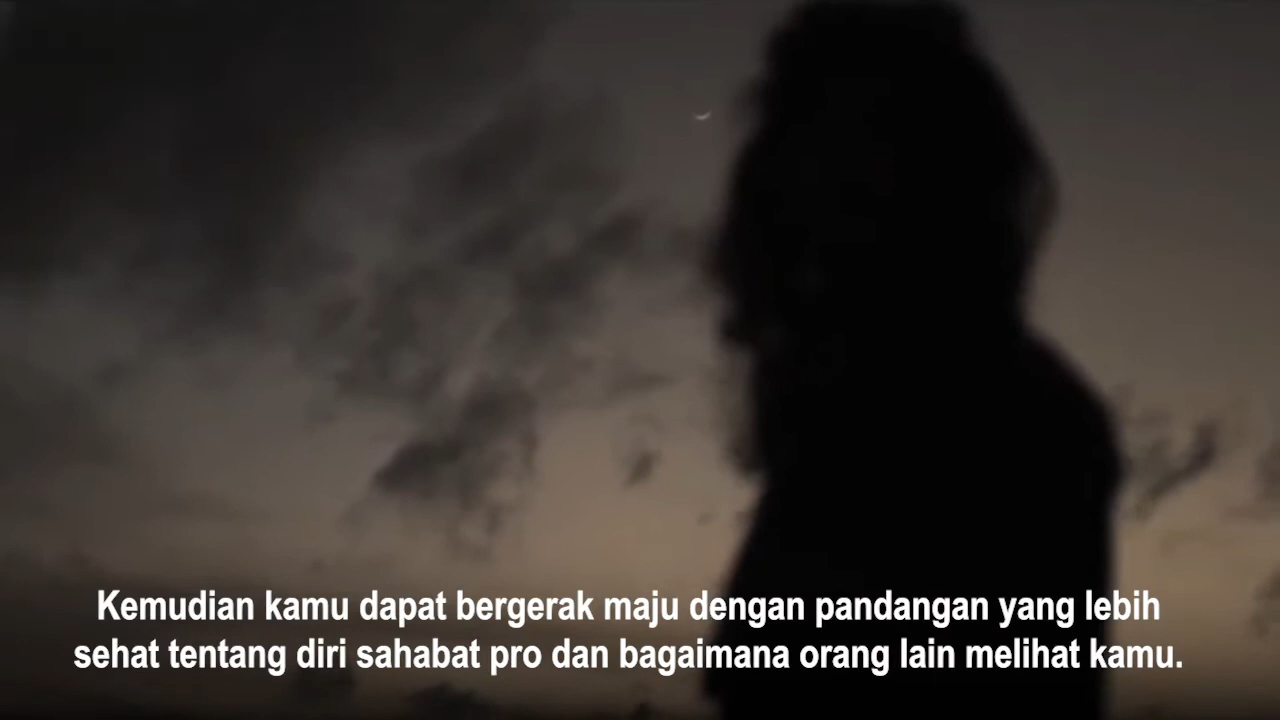 Kemudian kamu dapat bergerak maju dengan pandangan yang lebih
sehat tentang diri sahabat pro dan bagaimana orang lain melihat kamu.